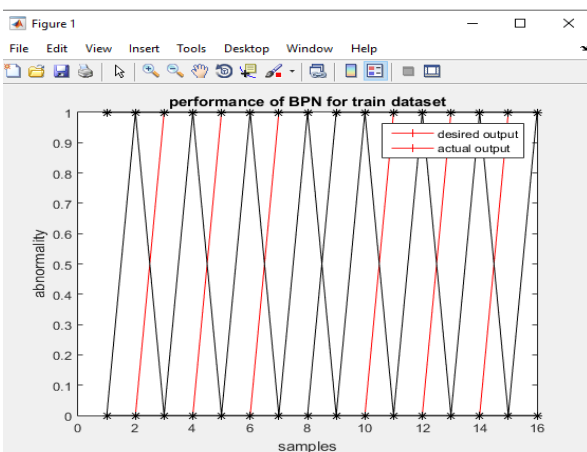 Figure 1
File Edit View Insert Tools Desktop Window Help
performance of BPN for train dataset
desired output
actual output
1
0.9
0.8
0.7
0.6
0.5
0.4
0.3
0.2
0.1
0
abnormality
0 2 4 6 8 10 12 14 16
samples